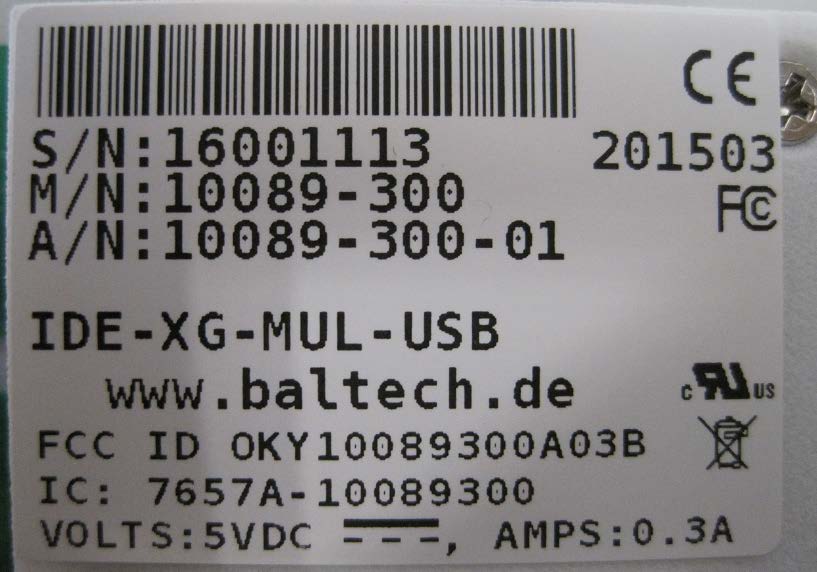 CE
S/N:16001113 201503
M/N:10089-300
FC
A/N:10089-300-01
IDE-XG-MUL-USB
www.baltech.de
c RU US
FCC ID OKY10089300A03B
IC: 7657A-10089300
VOLTS:5VDC , AMPS:0.3A